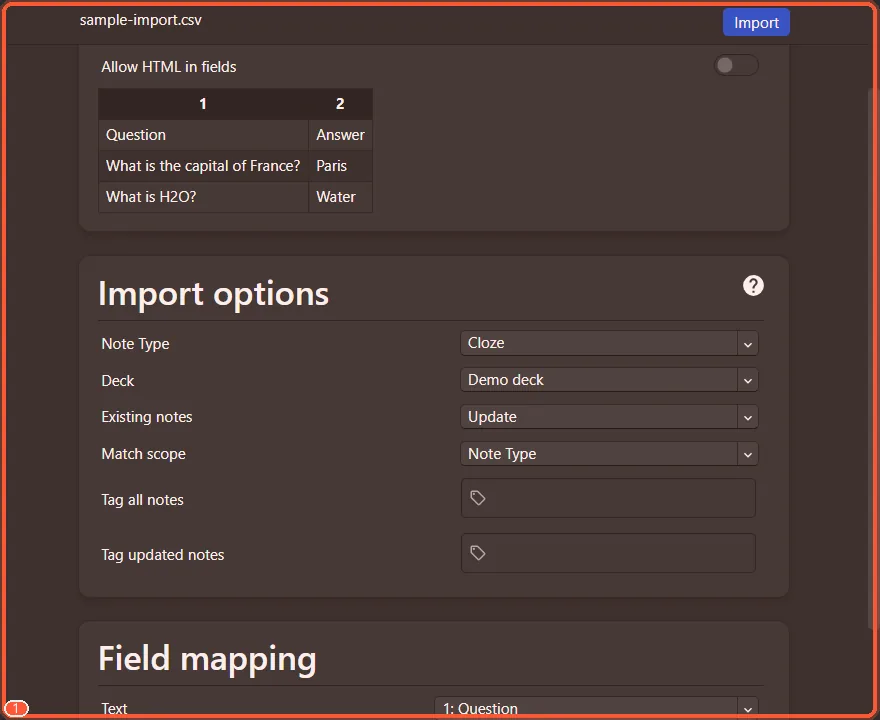 sample-import.csv
Import
Allow HTML in fields
1 2
Question Answer
What is the capital of France? Paris
What is H2O? Water
Import options
?
Note Type Cloze
Deck Demo deck
Existing notes Update
Match scope Note Type
Tag all notes
Tag updated notes
Field mapping
Text 1: Question
1